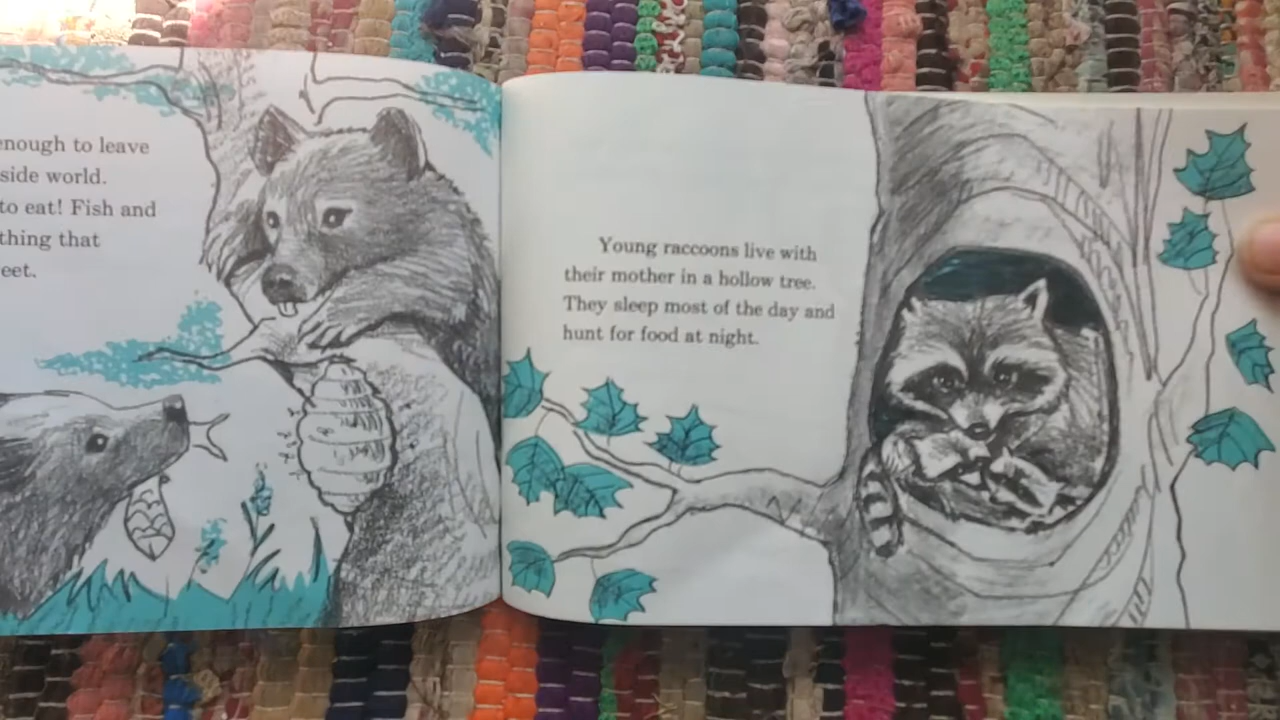 enough to leave
side world.
to eat! Fish and
thing that
eet.
Young raccoons live with
their mother in a hollow tree.
They sleep most of the day and
hunt for food at night.